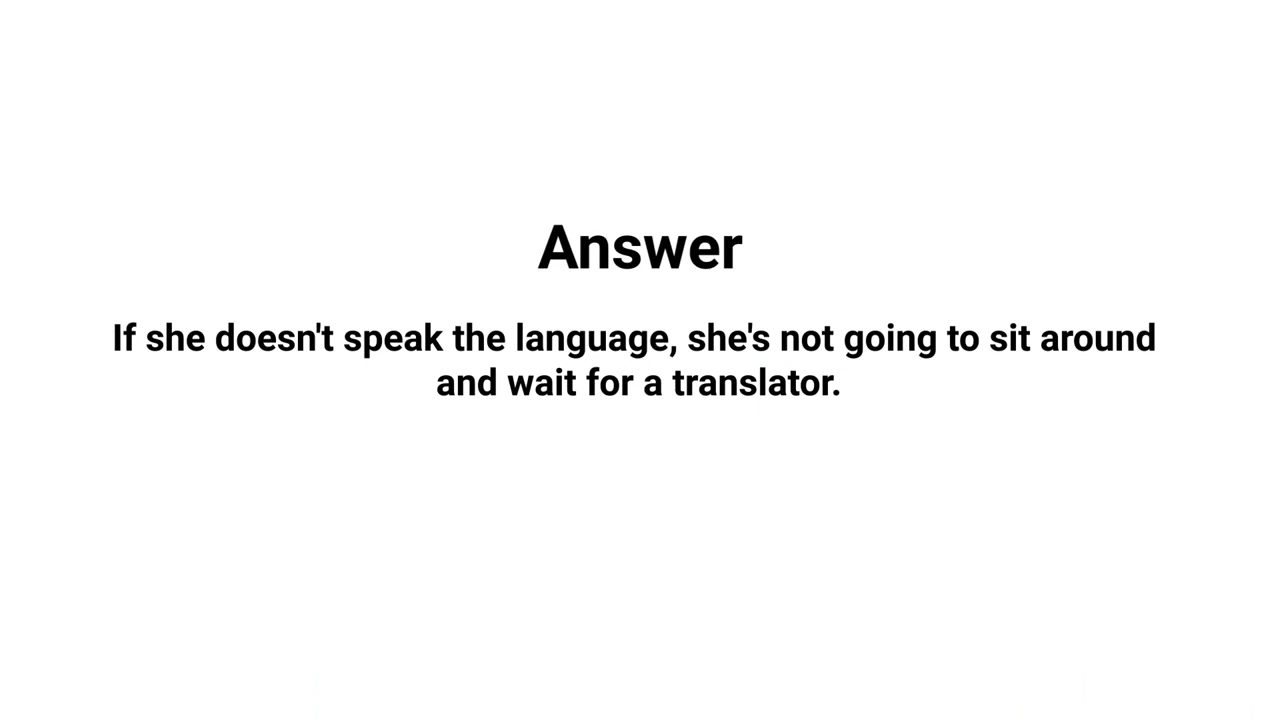 Answer
If she doesn't speak the language, she's not going to sit around
and wait for a translator.